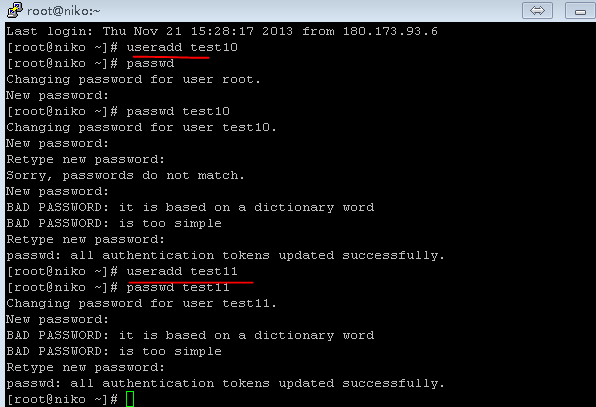 root@niko:~
Last login: Thu Nov 21 15:28:17 2013 from 180.173.93.6
[root@niko ~]# useradd test10
[root@niko ~]# passwd
Changing password for user root.
New password:
[root@niko ~]# passwd test10
Changing password for user test10.
New password:
Retype new password:
Sorry, passwords do not match.
New password:
BAD PASSWORD: it is based on a dictionary word
BAD PASSWORD: is too simple
Retype new password:
passwd: all authentication tokens updated successfully.
[root@niko ~]# useradd test11
[root@niko ~]# passwd test11
Changing password for user test11.
New password:
BAD PASSWORD: it is based on a dictionary word
BAD PASSWORD: is too simple
Retype new password:
passwd: all authentication tokens updated successfully.
[root@niko ~]#